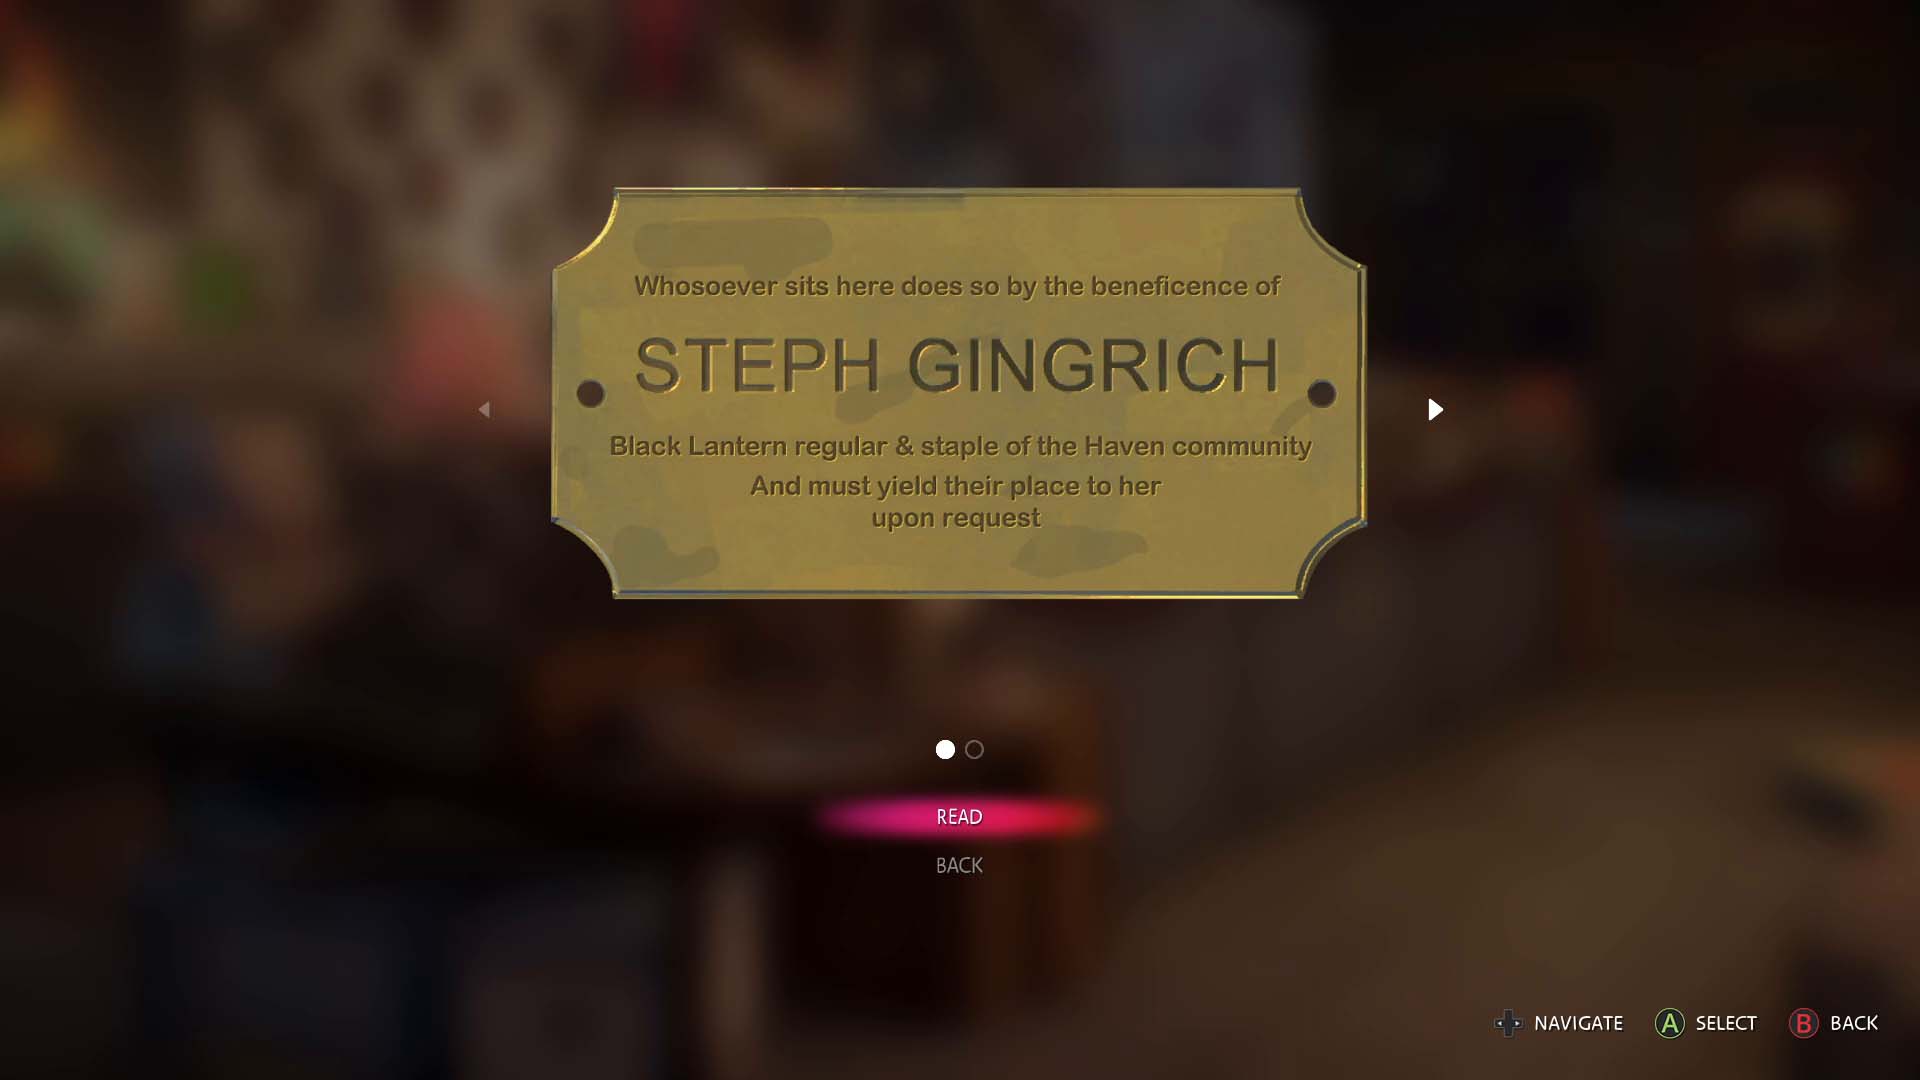 Whosoever sits here does so by the beneficence of
STEPH GINGRICH
Black Lantern regular & staple of the Haven community
And must yield their place to her
upon request
READ
BACK
NAVIGATE A SELECT B BACK